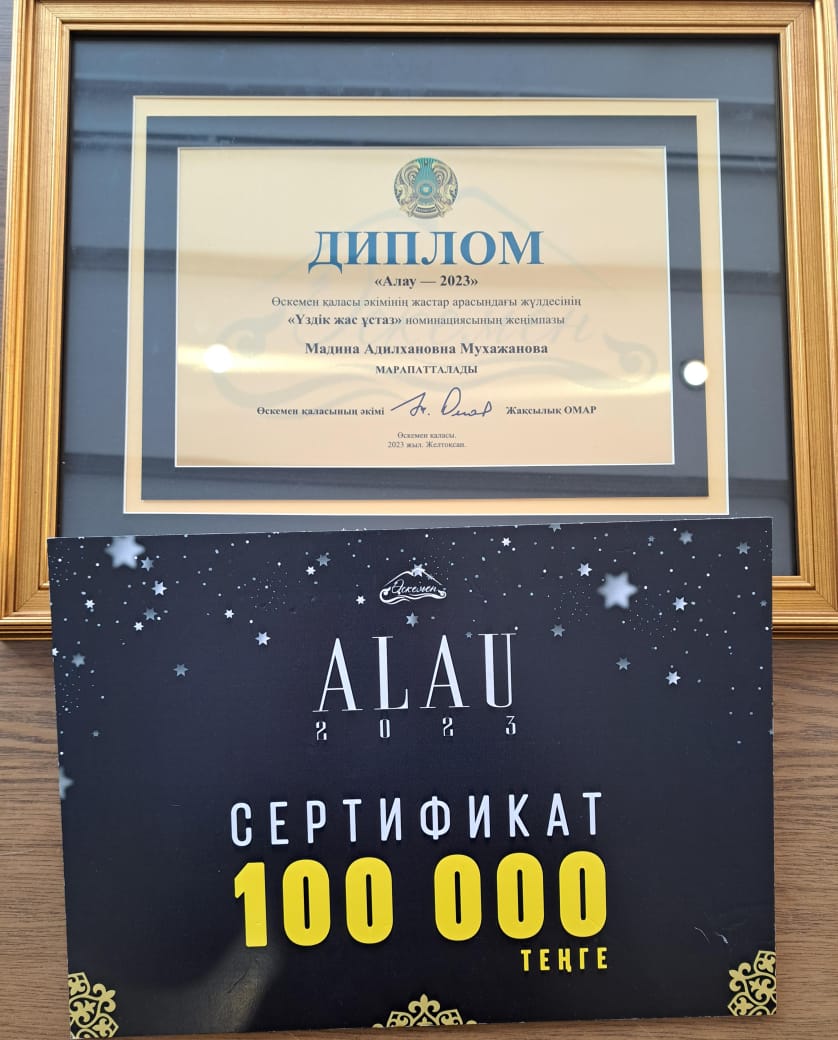 ДИПЛОМ
«Алау — 2023»
Өскемен қаласы әкімінің жастар арасындағы жүлдесінің
«Үздік жас ұстаз» номинациясының жеңімпазы
Мадина Адилхановна Мухажанова
МАРАПАТТАЛАДЫ
Өскемен қаласының әкімі Жақсылық ОМАР
Өскемен қаласы.
2023 жыл. Желтоқсан.
Өскемен
ALAU
2023
СЕРТИФИКАТ
100 000
ТЕҢГЕ